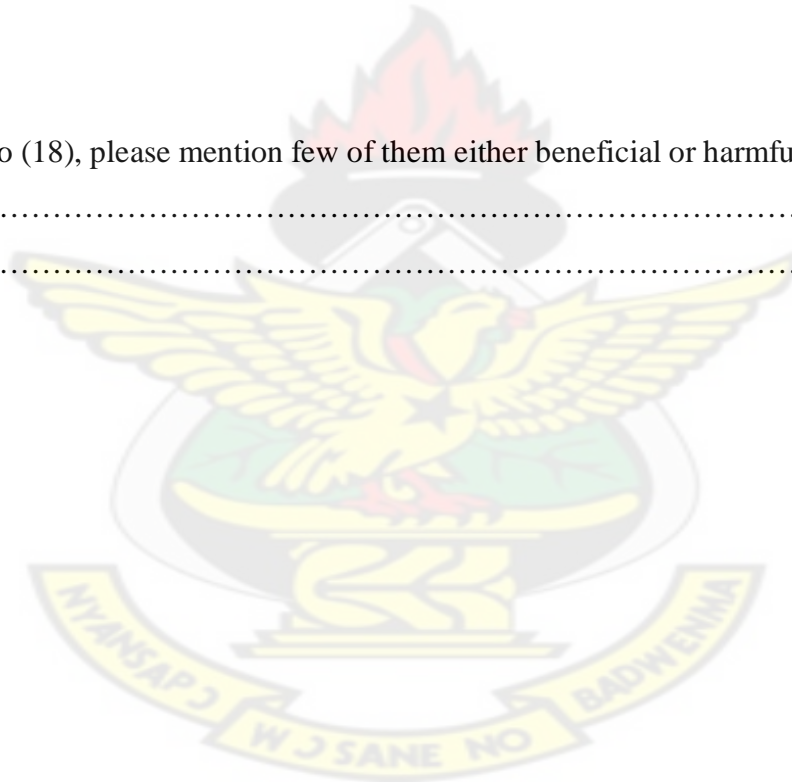 o (18), please mention few of them either beneficial or harmfu
……………………………………………………………………
……………………………………………………………………
NYANSAPƆ WƆ SANE NO BADWENMA